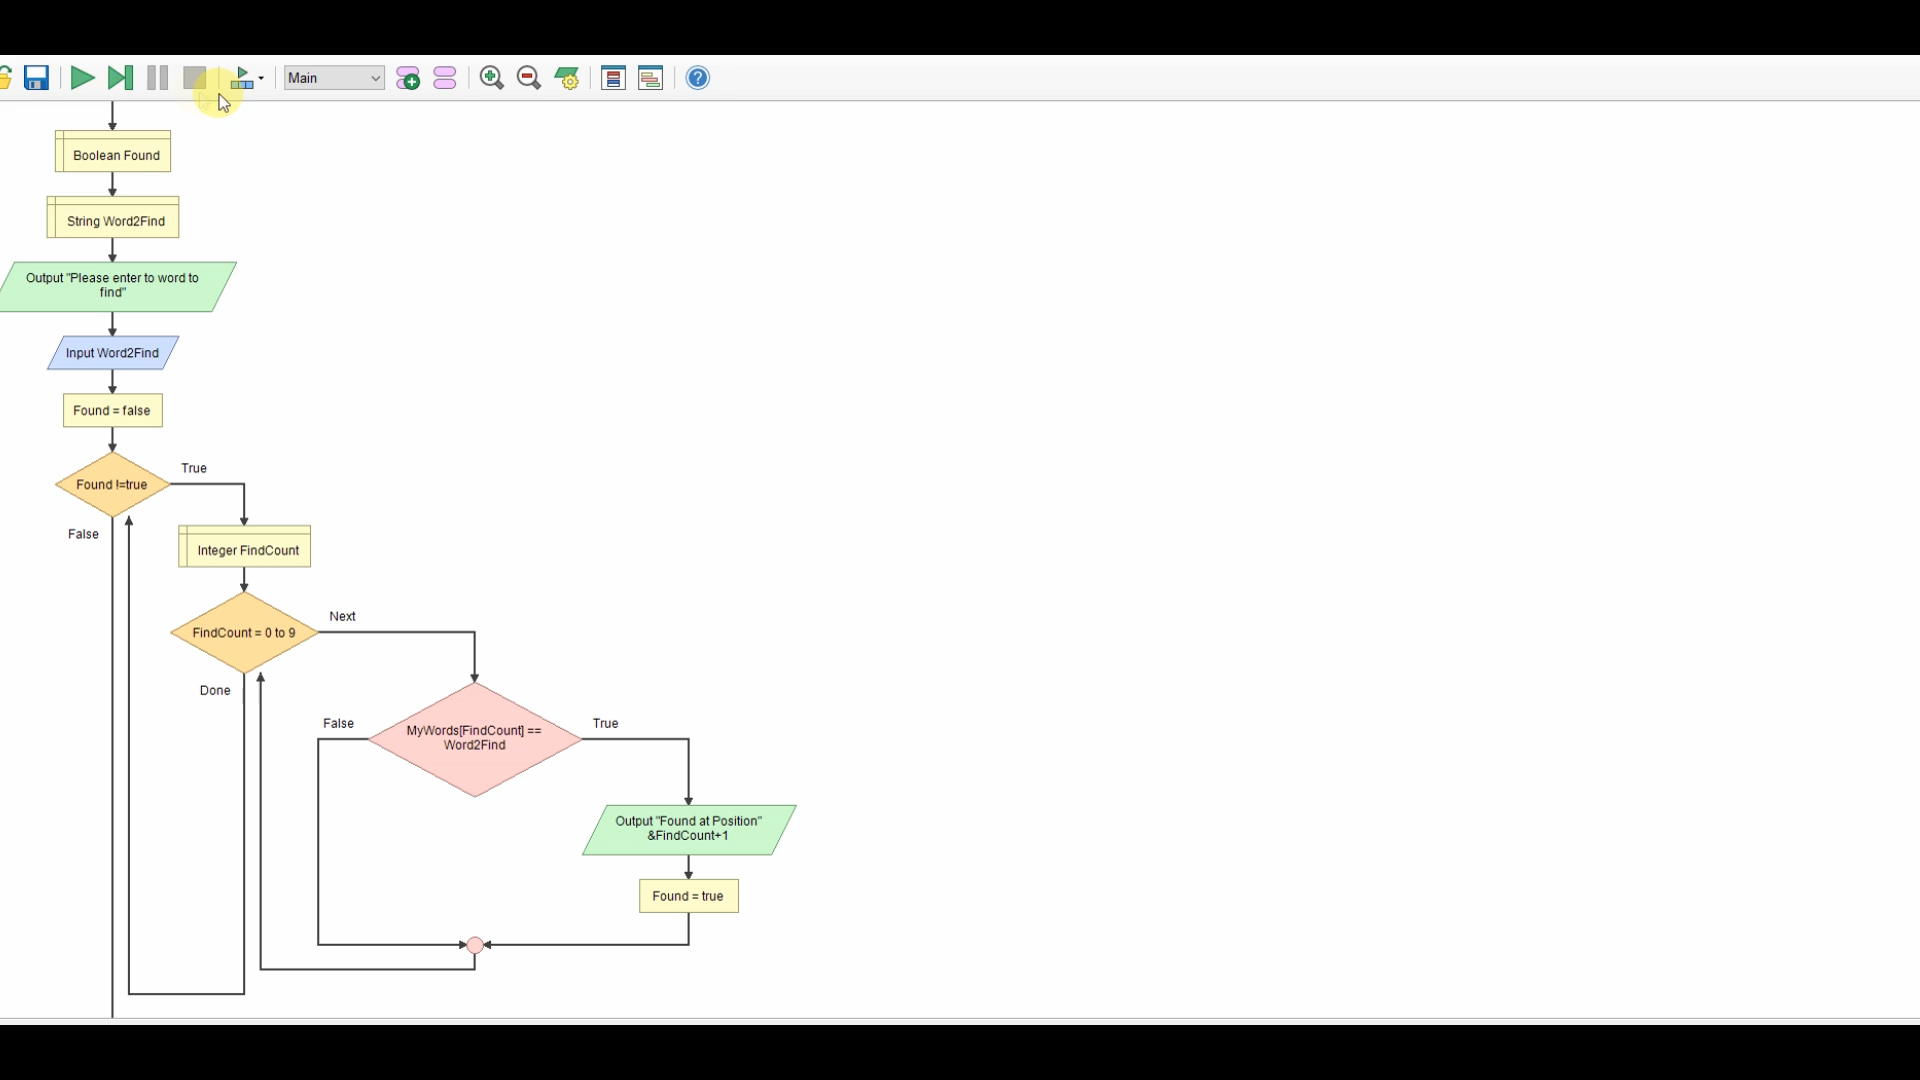 Main
Boolean Found
String Word2Find
Output "Please enter to word to
find"
Input Word2Find
Found = false
Found !=true
True
False
Integer FindCount
FindCount = 0 to 9
Next
Done
MyWords[FindCount] ==
Word2Find
False
True
Output "Found at Position"
&FindCount+1
Found = true